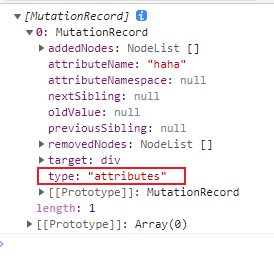 [MutationRecord]
0: MutationRecord
addedNodes: NodeList []
attributeName: "haha"
attributeNamespace: null
nextSibling: null
oldValue: null
previousSibling: null
removedNodes: NodeList []
target: div
type: "attributes"
[[Prototype]]: MutationRecord
length: 1
[[Prototype]]: Array(0)